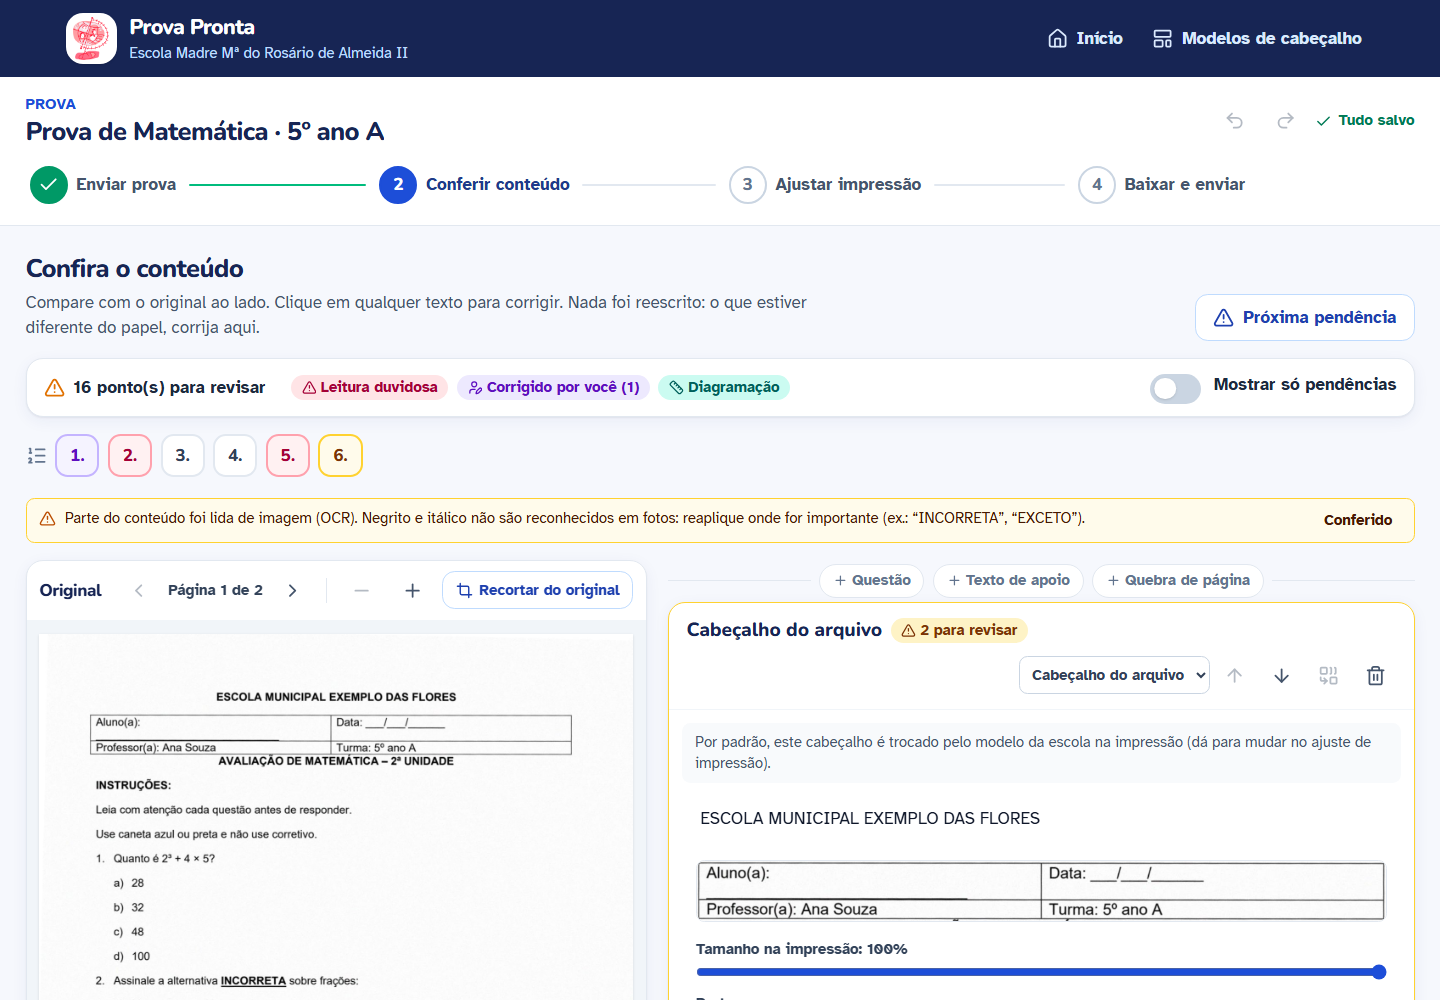 Prova Pronta
Escola Madre Mª do Rosário de Almeida II
Início
Modelos de cabeçalho
PROVA
Prova de Matemática · 5º ano A
Tudo salvo
Enviar prova
2 Conferir conteúdo
3 Ajustar impressão
4 Baixar e enviar
Confira o conteúdo
Compare com o original ao lado. Clique em qualquer texto para corrigir. Nada foi reescrito: o que estiver
diferente do papel, corrija aqui.
Próxima pendência
16 ponto(s) para revisar
Leitura duvidosa
Corrigido por você (1)
Diagramação
Mostrar só pendências
1. 2. 3. 4. 5. 6.
Parte do conteúdo foi lida de imagem (OCR). Negrito e itálico não são reconhecidos em fotos: reaplique onde for importante (ex.: “INCORRETA”, “EXCETO”).
Conferido
Original
Página 1 de 2
Recortar do original
ESCOLA MUNICIPAL EXEMPLO DAS FLORES
Aluno(a):
Data: ___/___/______
Professor(a): Ana Souza
Turma: 5º ano A
AVALIAÇÃO DE MATEMÁTICA – 2ª UNIDADE
INSTRUÇÕES:
Leia com atenção cada questão antes de responder.
Use caneta azul ou preta e não use corretivo.
1. Quanto é 2³ + 4 × 5?
a) 28
b) 32
c) 48
d) 100
2. Assinale a alternativa INCORRETA sobre frações:
+ Questão
+ Texto de apoio
+ Quebra de página
Cabeçalho do arquivo
2 para revisar
Cabeçalho do arquivo
Por padrão, este cabeçalho é trocado pelo modelo da escola na impressão (dá para mudar no ajuste de
impressão).
ESCOLA MUNICIPAL EXEMPLO DAS FLORES
Aluno(a):
Data: ___/___/______
Professor(a): Ana Souza
Turma: 5º ano A
Tamanho na impressão: 100%